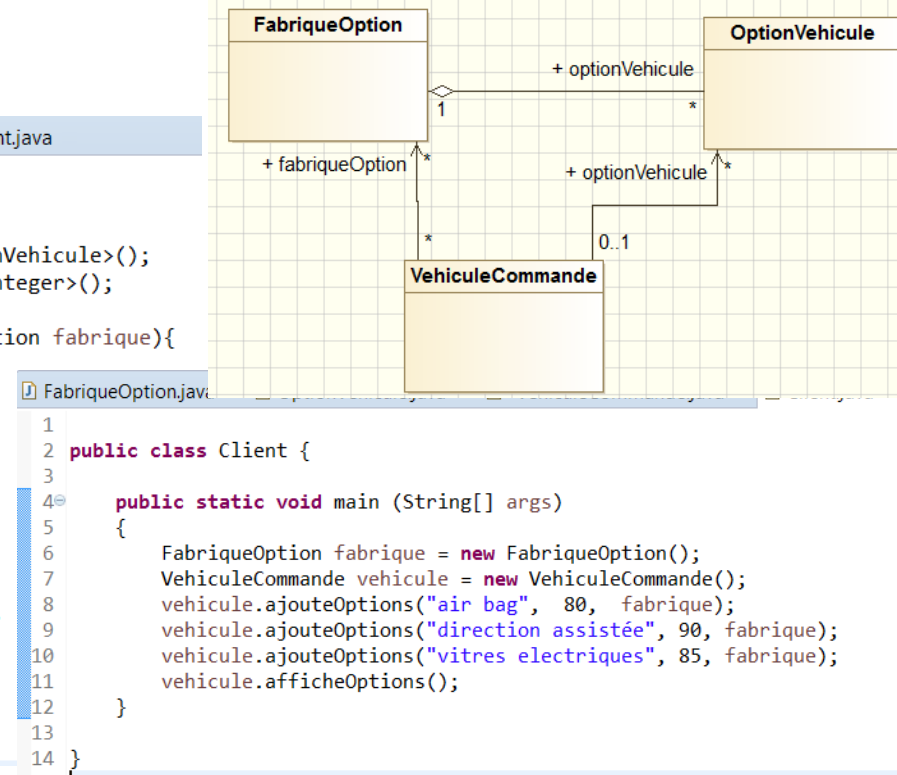 FabriqueOption
OptionVehicule
+ optionVehicule
1
*
+ fabriqueOption
*
+ optionVehicule
*
*
0..1
VehiculeCommande
nt.java
nVehicule>();
nteger>();
tion fabrique){
FabriqueOption.java
1
2 public class Client {
3
4 public static void main (String[] args)
5 {
6 FabriqueOption fabrique = new FabriqueOption();
7 VehiculeCommande vehicule = new VehiculeCommande();
8 vehicule.ajouteOptions("air bag", 80, fabrique);
9 vehicule.ajouteOptions("direction assistée", 90, fabrique);
10 vehicule.ajouteOptions("vitres electriques", 85, fabrique);
11 vehicule.afficheOptions();
12 }
13
14 }